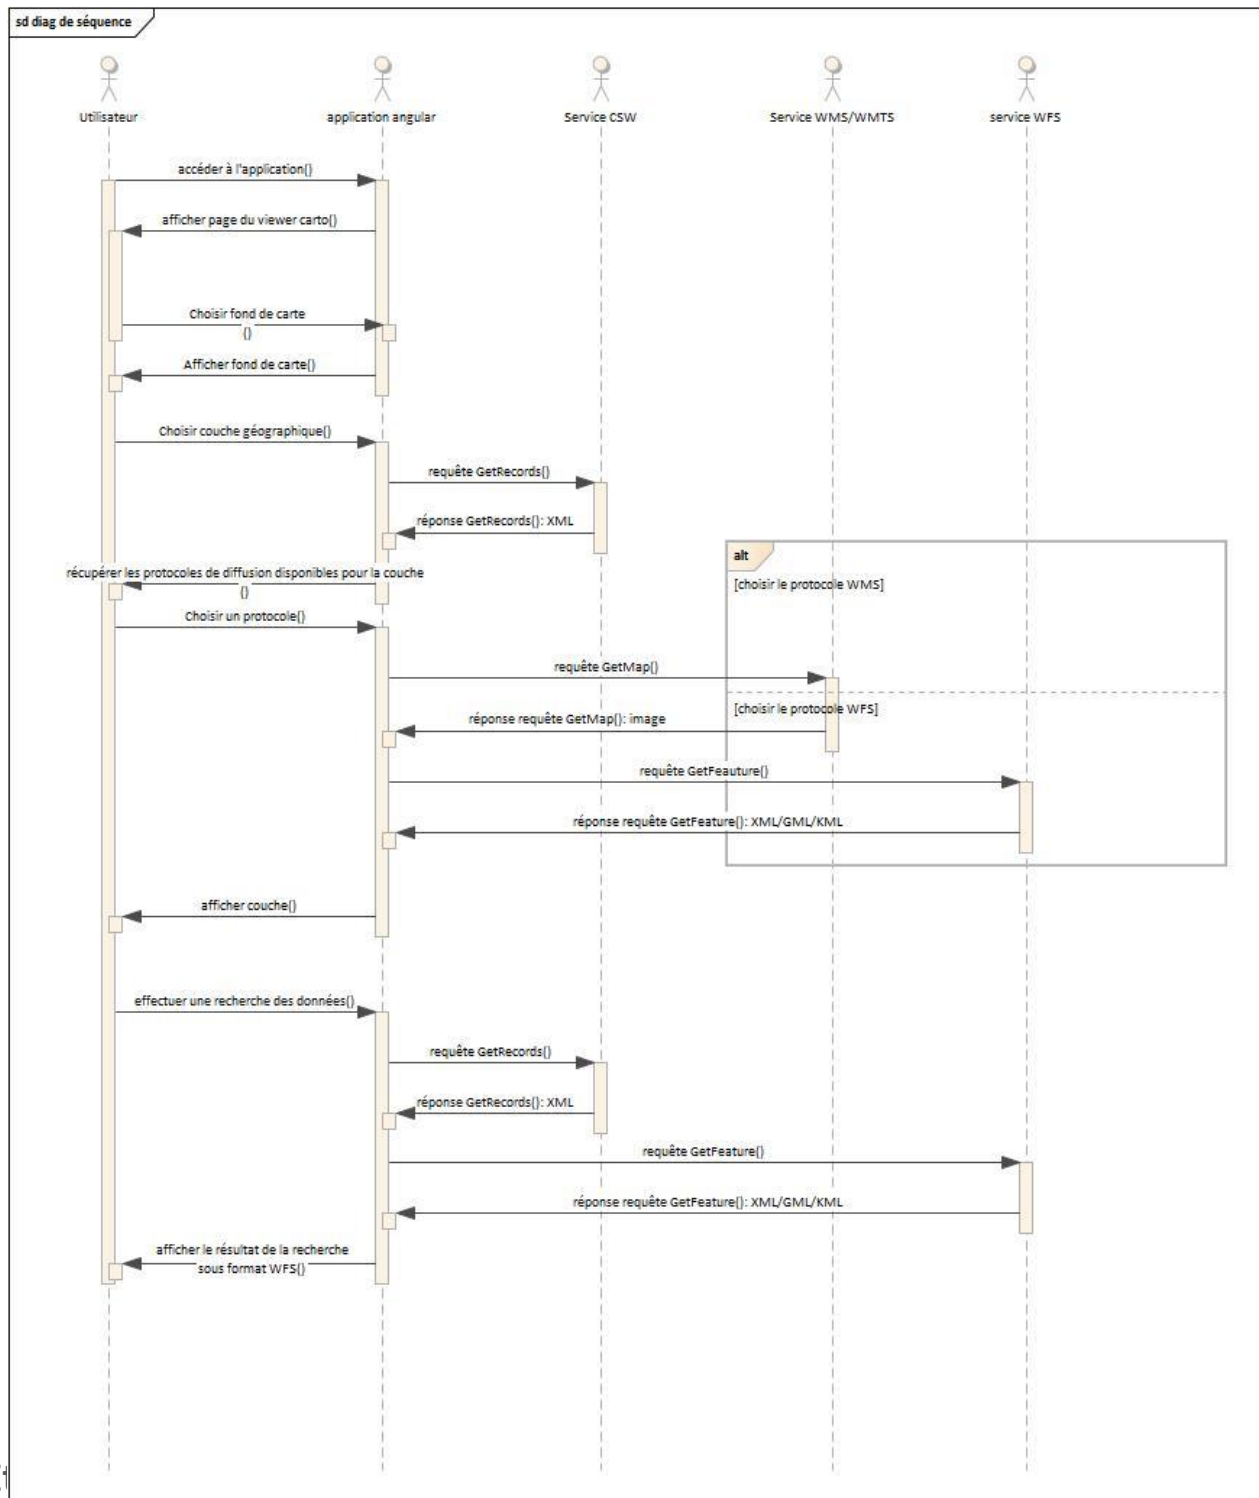 sd diag de séquence
Utilisateur
application angular
Service CSW
Service WMS/WMTS
service WFS
accéder à l'application()
afficher page du viewer carto()
Choisir fond de carte
()
Afficher fond de carte()
Choisir couche géographique()
requête GetRecords()
réponse GetRecords(): XML
alt
récupérer les protocoles de diffusion disponibles pour la couche
()
[choisir le protocole WMS]
Choisir un protocole()
requête GetMap()
[choisir le protocole WFS]
réponse requête GetMap(): image
requête GetFeauture()
réponse requête GetFeature(): XML/GML/KML
afficher couche()
effectuer une recherche des données()
requête GetRecords()
réponse GetRecords(): XML
requête GetFeature()
réponse requête GetFeature(): XML/GML/KML
afficher le résultat de la recherche
sous format WFS()